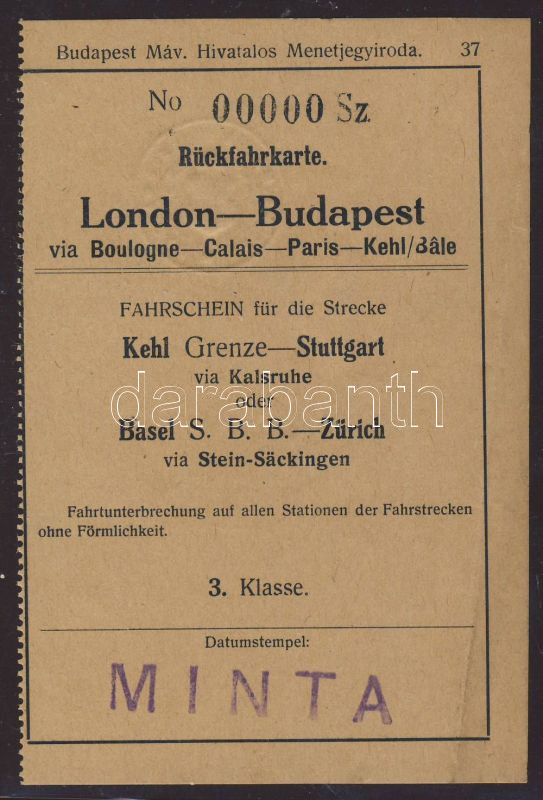 Budapest Máv. Hivatalos Menetjegyiroda. 37
No 00000 Sz.
Rückfahrkarte.
London—Budapest
via Boulogne—Calais—Paris—Kehl/Bâle
FAHRSCHEIN für die Strecke
Kehl Grenze—Stuttgart
via Kalsruhe
darabanth
oder
Basel S. B. B.—Zürich
via Stein-Säckingen
Fahrtunterbrechung auf allen Stationen der Fahrstrecken
ohne Förmlichkeit.
3. Klasse.
Datumstempel:
MINTA